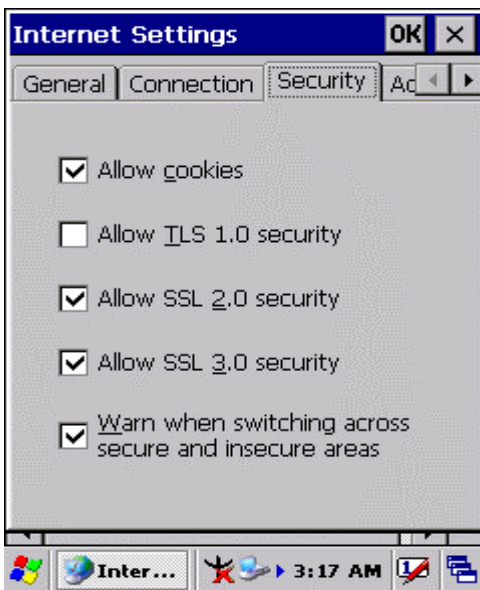 Internet Settings OK
General Connection Security Ad
Allow cookies
Allow TLS 1.0 security
Allow SSL 2.0 security
Allow SSL 3.0 security
Warn when switching across
secure and insecure areas
Inter... 3:17 AM